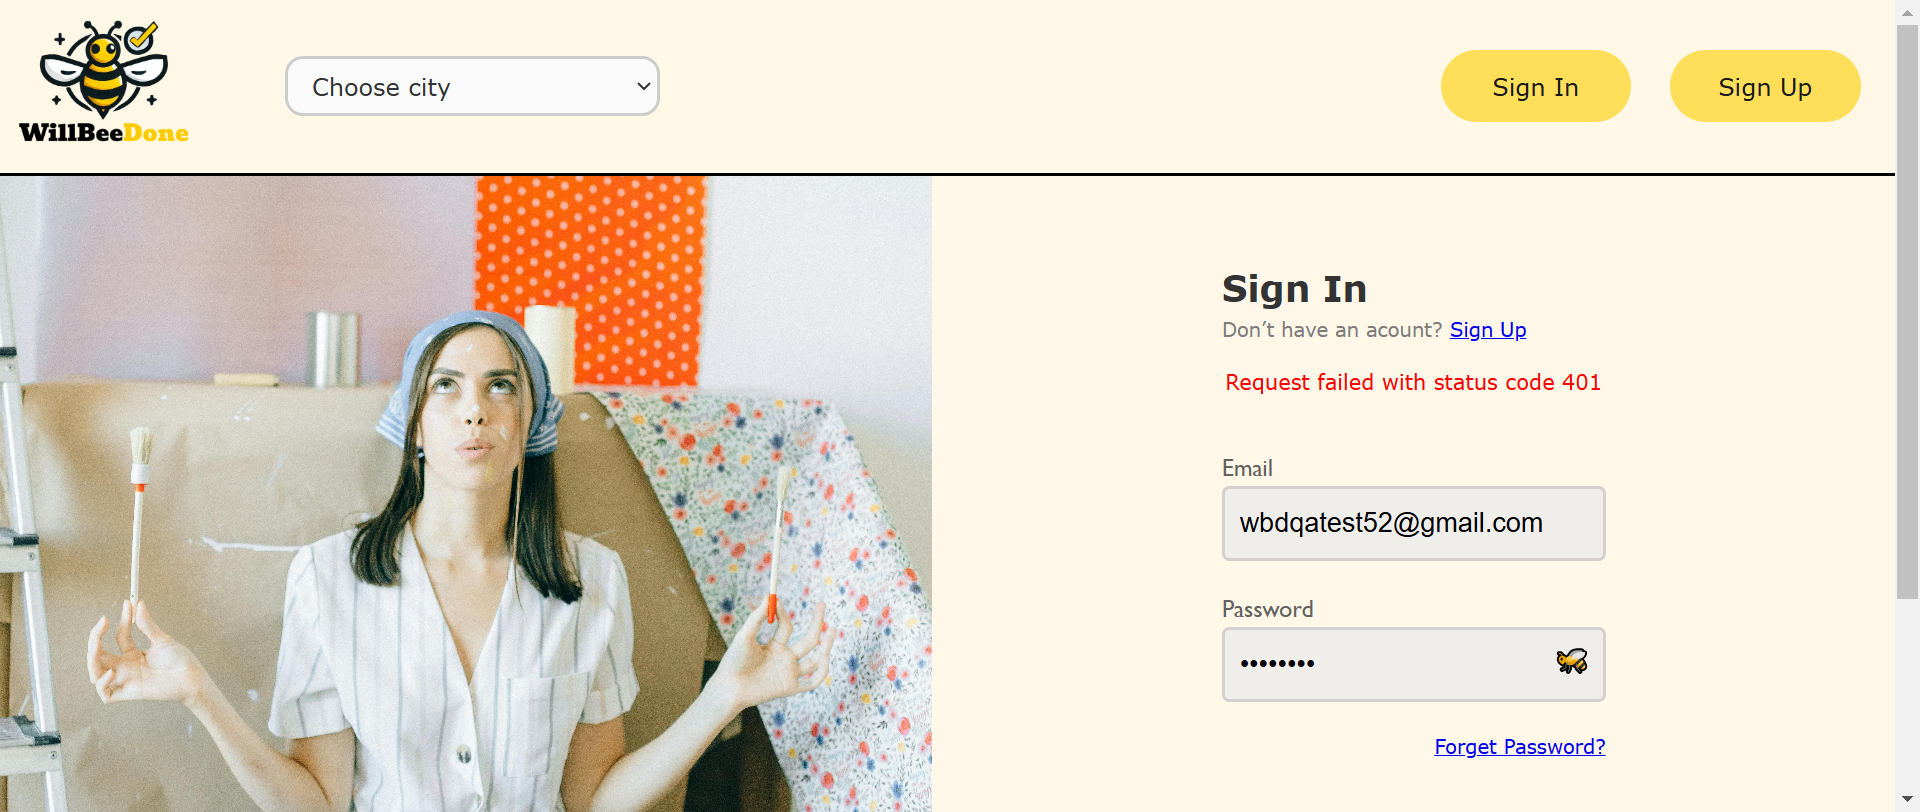 WillBeeDone
Choose city
Sign In
Sign Up
Sign In
Don’t have an acount? Sign Up
Request failed with status code 401
Email
wbdqatest52@gmail.com
Password
••••••••
Forget Password?